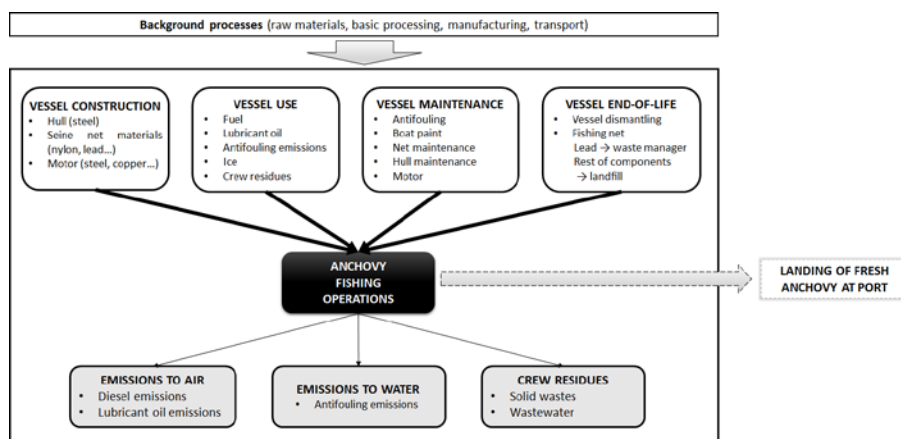 Background processes (raw materials, basic processing, manufacturing, transport)
VESSEL CONSTRUCTION
• Hull (steel)
• Seine net materials
(nylon, lead...)
• Motor (steel, copper...)
VESSEL USE
• Fuel
• Lubricant oil
• Antifouling emissions
• Ice
• Crew residues
VESSEL MAINTENANCE
• Antifouling
• Boat paint
• Net maintenance
• Hull maintenance
• Motor
VESSEL END-OF-LIFE
• Vessel dismantling
• Fishing net
Lead → waste manager
Rest of components
→ landfill
ANCHOVY
FISHING
OPERATIONS
LANDING OF FRESH
ANCHOVY AT PORT
EMISSIONS TO AIR
• Diesel emissions
• Lubricant oil emissions
EMISSIONS TO WATER
• Antifouling emissions
CREW RESIDUES
• Solid wastes
• Wastewater